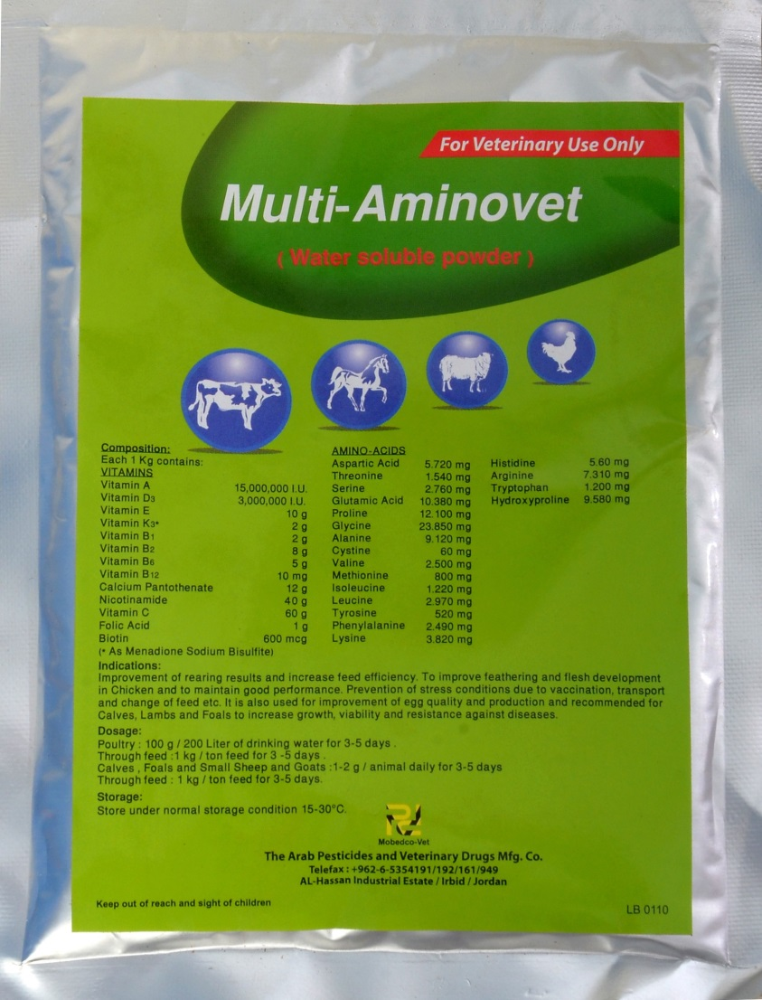 For Veterinary Use Only
Multi-Aminovet
( Water soluble powder )
Composition:
Each 1 Kg contains:
VITAMINS
Vitamin A 15,000,000 I.U.
Vitamin D3 3,000,000 I.U.
Vitamin E 10 g
Vitamin K3* 2 g
Vitamin B1 2 g
Vitamin B2 8 g
Vitamin B6 5 g
Vitamin B12 10 mg
Calcium Pantothenate 12 g
Nicotinamide 40 g
Vitamin C 60 g
Folic Acid 1 g
Biotin 600 mcg
(* As Menadione Sodium Bisulfite)
AMINO-ACIDS
Aspartic Acid 5.720 mg
Threonine 1.540 mg
Serine 2.760 mg
Glutamic Acid 10.380 mg
Proline 12.100 mg
Glycine 23.850 mg
Alanine 9.120 mg
Cystine 60 mg
Valine 2.500 mg
Methionine 800 mg
Isoleucine 1.220 mg
Leucine 2.970 mg
Tyrosine 520 mg
Phenylalanine 2.490 mg
Lysine 3.820 mg
Histidine 5.60 mg
Arginine 7.310 mg
Tryptophan 1.200 mg
Hydroxyproline 9.580 mg
Indications:
Improvement of rearing results and increase feed efficiency. To improve feathering and flesh development
in Chicken and to maintain good performance. Prevention of stress conditions due to vaccination, transport
and change of feed etc. It is also used for improvement of egg quality and production and recommended for
Calves, Lambs and Foals to increase growth, viability and resistance against diseases.
Dosage:
Poultry : 100 g / 200 Liter of drinking water for 3-5 days .
Through feed :1 kg / ton feed for 3 -5 days .
Calves , Foals and Small Sheep and Goats :1-2 g / animal daily for 3-5 days
Through feed : 1 kg / ton feed for 3-5 days.
Storage:
Store under normal storage condition 15-30°C.
Mobedco-Vet
The Arab Pesticides and Veterinary Drugs Mfg. Co.
Telefax : +962-6-5354191/192/161/949
AL-Hassan Industrial Estate / Irbid / Jordan
Keep out of reach and sight of children
LB 0110